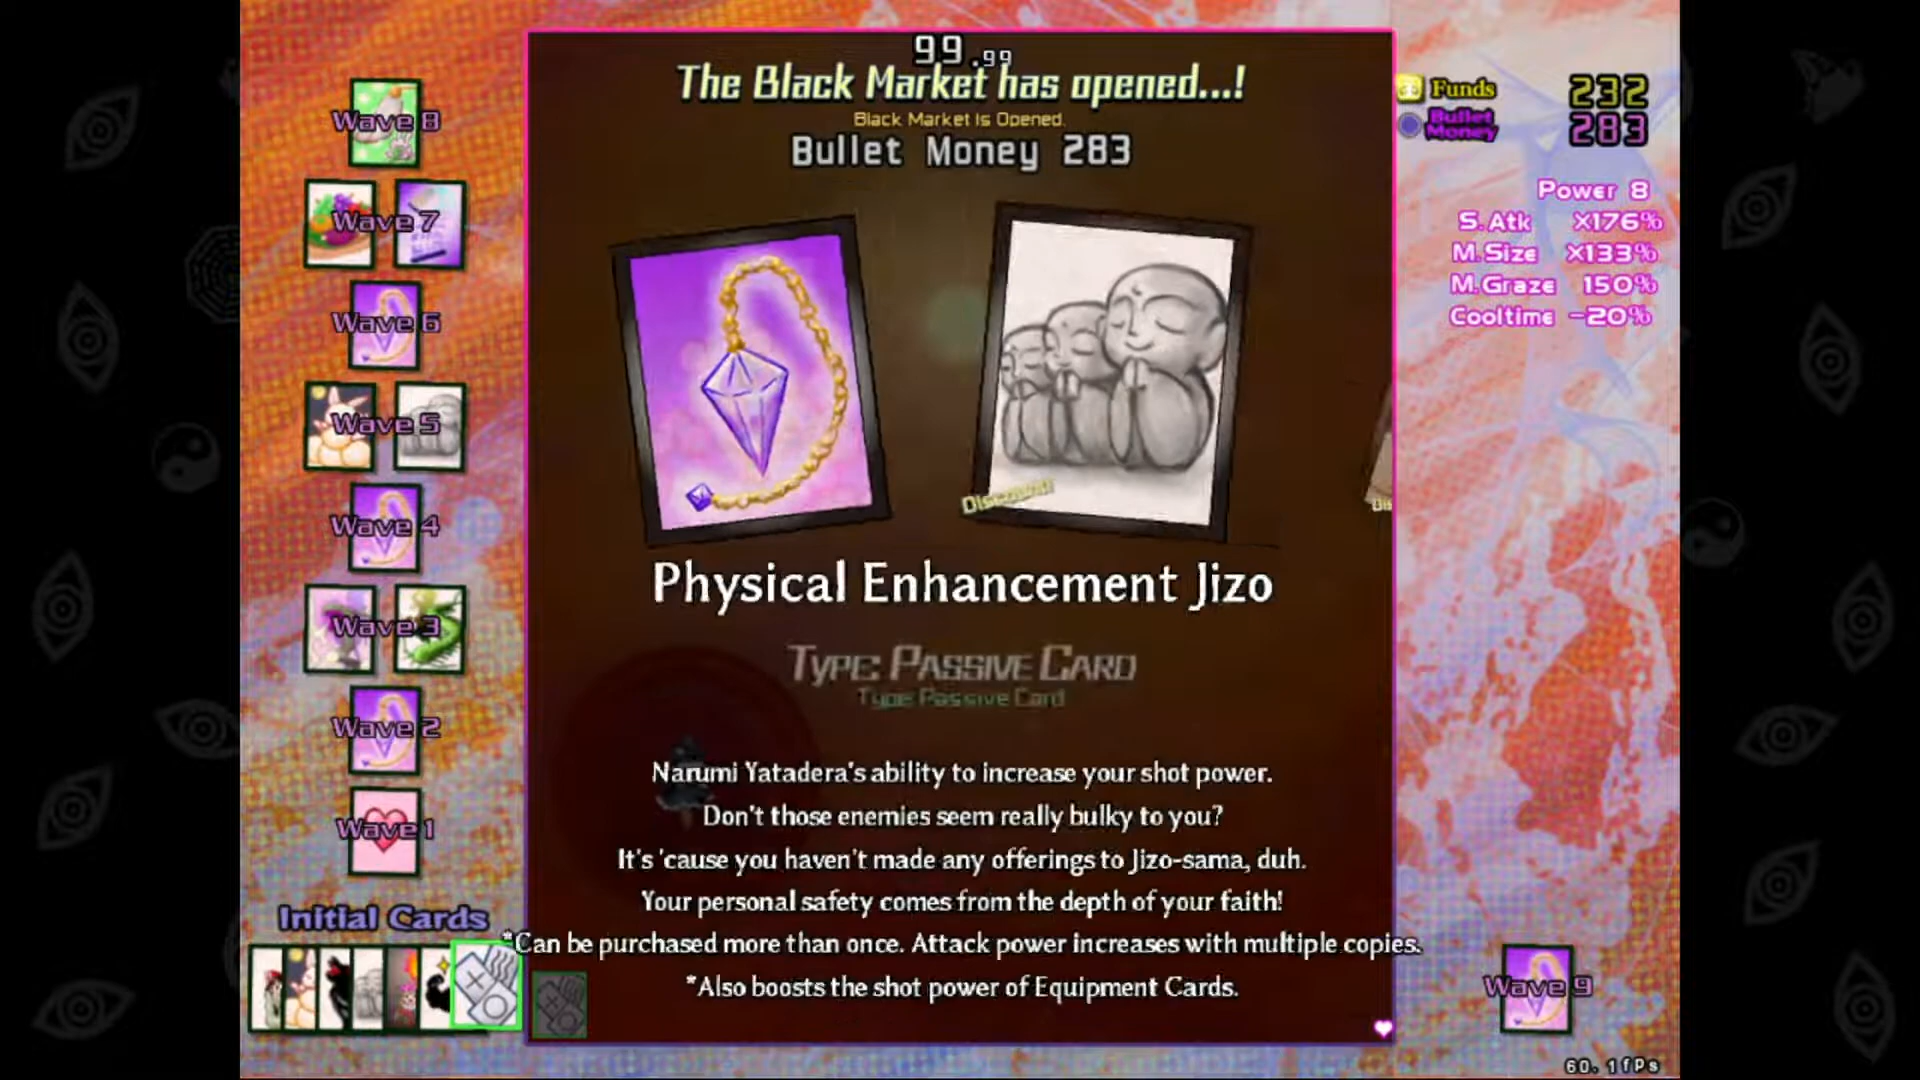 99.99
The Black Market has opened...!
Black Market is Opened.
Bullet Money 283
Funds 232
Bullet Money 283
Power 8
S.Atk X176%
M.Size X133%
M.Graze 150%
Cooltime -20%
Wave 8
Wave 7
Wave 6
Wave 5
Wave 4
Wave 3
Wave 2
Wave 1
Initial Cards
Discount!
Physical Enhancement Jizo
Type: Passive Card
Type: Passive Card
Narumi Yatadera's ability to increase your shot power.
Don't those enemies seem really bulky to you?
It's 'cause you haven't made any offerings to Jizo-sama, duh.
Your personal safety comes from the depth of your faith!
*Can be purchased more than once. Attack power increases with multiple copies.
*Also boosts the shot power of Equipment Cards.
Wave 9
60.1fps